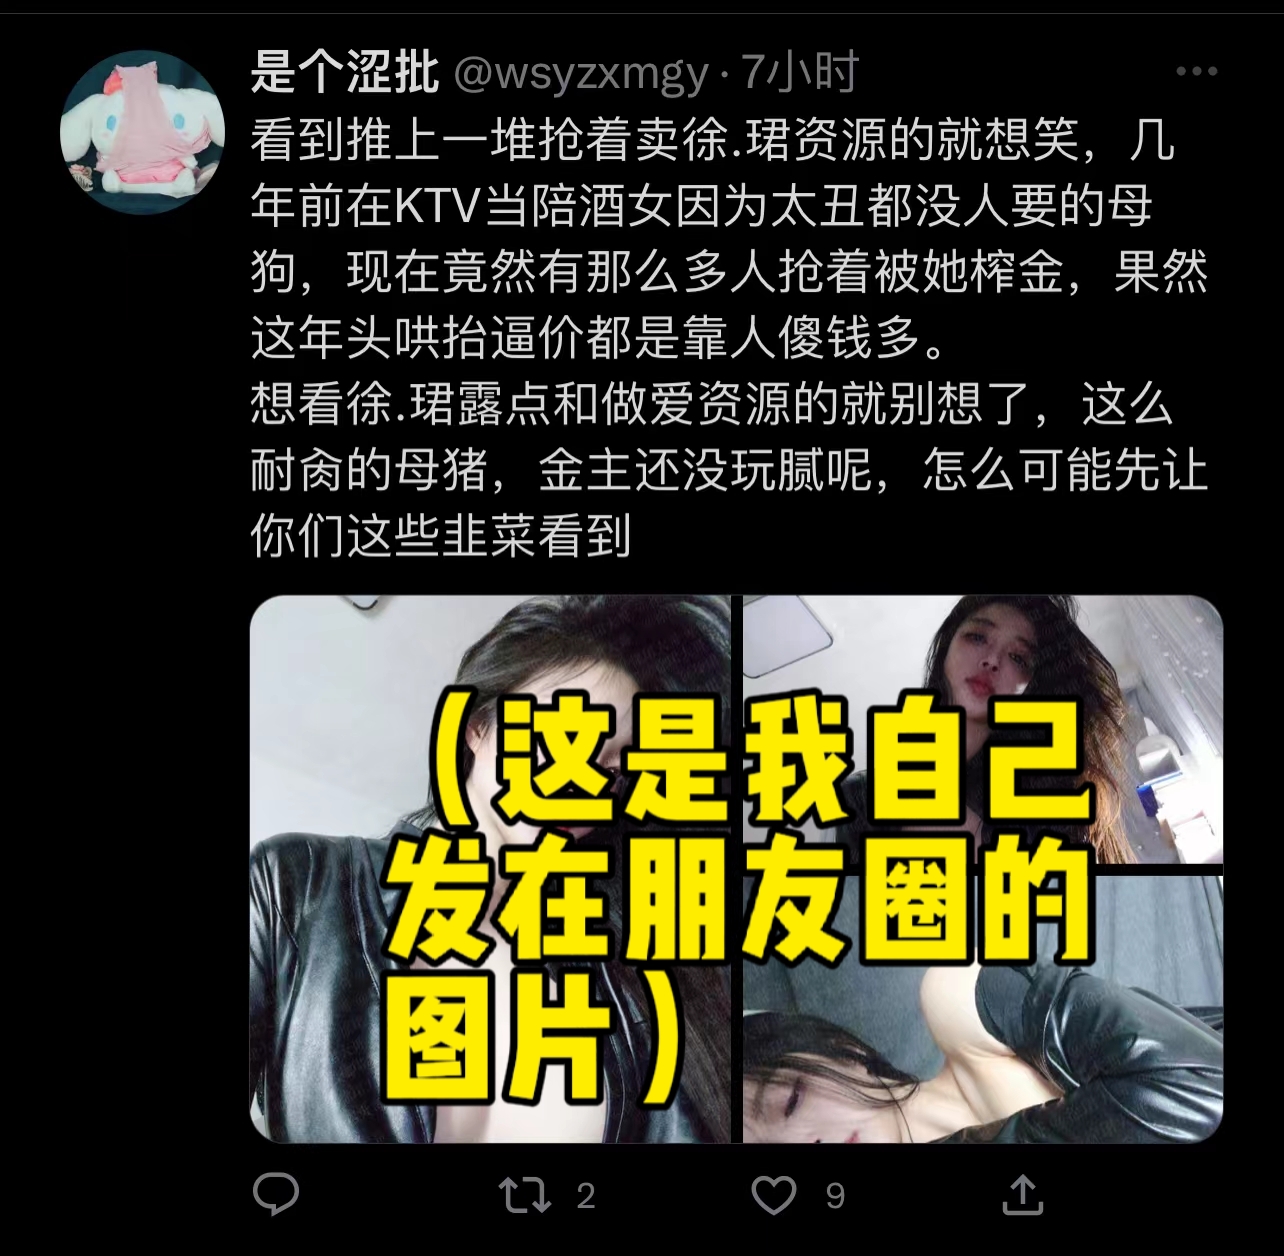 是个涩批 @wsyzxmgy · 7小时
看到推上一堆抢着卖徐.珺资源的就想笑，几
年前在KTV当陪酒女因为太丑都没人要的母
狗，现在竟然有那么多人抢着被她榨金，果然
这年头哄抬逼价都是靠人傻钱多。
想看徐.珺露点和做爱资源的就别想了，这么
耐肏的母猪，金主还没玩腻呢，怎么可能先让
你们这些韭菜看到
（这是我自己
发在朋友圈的
图片）
2
9